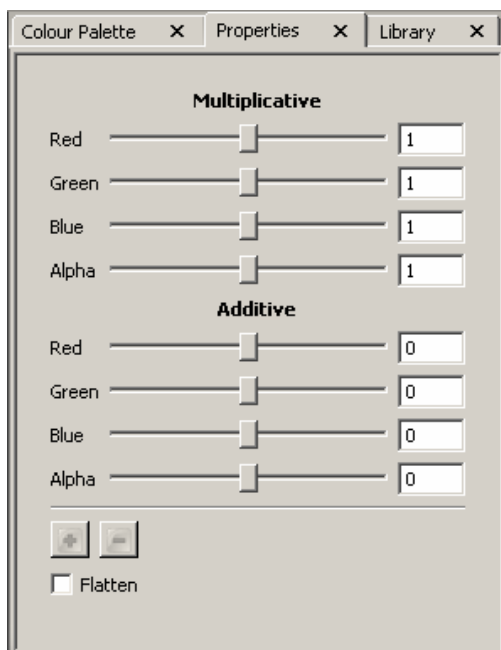 Colour Palette X Properties X Library X
Multiplicative
Red 1
Green 1
Blue 1
Alpha 1
Additive
Red 0
Green 0
Blue 0
Alpha 0
+ -
Flatten